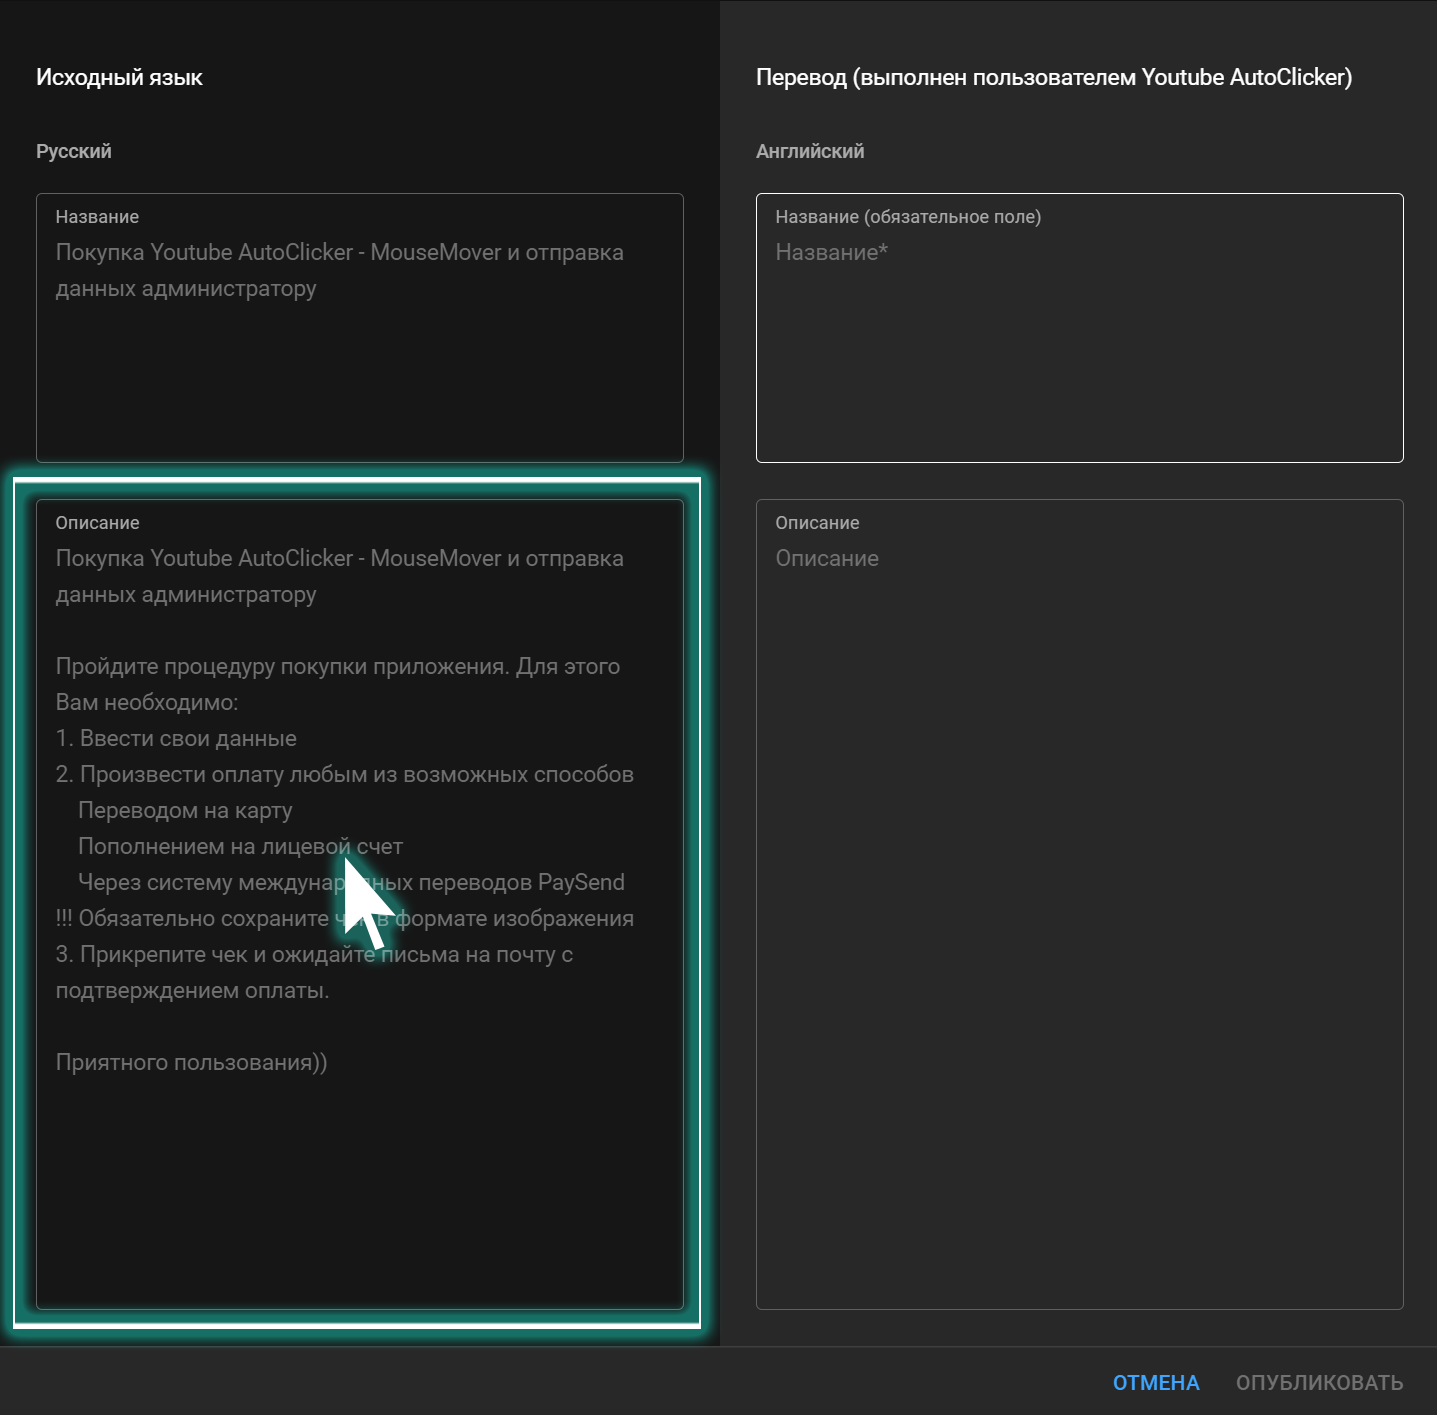 Исходный язык
Русский
Название
Покупка Youtube AutoClicker - MouseMover и отправка
данных администратору
Описание
Покупка Youtube AutoClicker - MouseMover и отправка
данных администратору
Пройдите процедуру покупки приложения. Для этого
Вам необходимо:
1. Ввести свои данные
2. Произвести оплату любым из возможных способов
Переводом на карту
Пополнением на лицевой счет
Через систему международных переводов PaySend
!!! Обязательно сохраните в формате изображения
3. Прикрепите чек и ожидайте письма на почту с
подтверждением оплаты.
Приятного пользования))
Перевод (выполнен пользователем Youtube AutoClicker)
Английский
Название (обязательное поле)
Название*
Описание
Описание
ОТМЕНА
ОПУБЛИКОВАТЬ